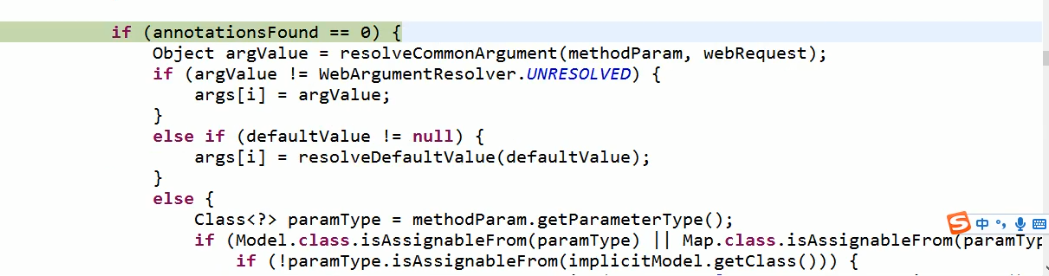 if (annotationsFound == 0) {
Object argValue = resolveCommonArgument(methodParam, webRequest);
if (argValue != WebArgumentResolver.UNRESOLVED) {
args[i] = argValue;
}
else if (defaultValue != null) {
args[i] = resolveDefaultValue(defaultValue);
}
else {
Class<?> paramType = methodParam.getParameterType();
if (Model.class.isAssignableFrom(paramType) || Map.class.isAssignableFrom(paramTyp
if (!paramType.isAssignableFrom(implicitModel.getClass())) {
S 中